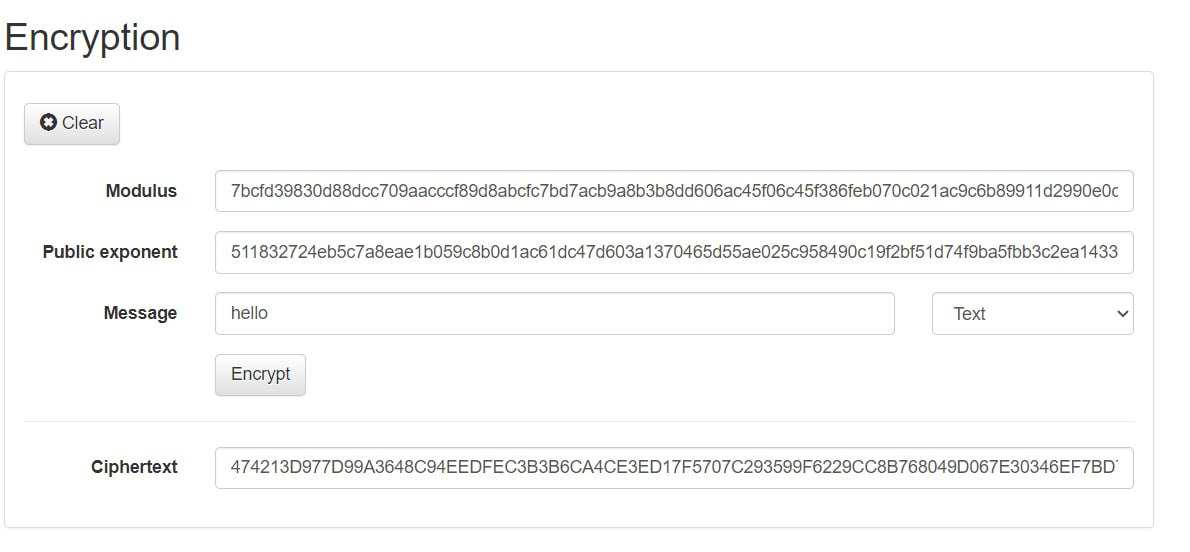 Encryption
Clear
Modulus 7bcfd39830d88dcc709aacccf89d8abcfc7bd7acb9a8b3b8dd606ac45f06c45f386feb070c021ac9c6b89911d2990e0c
Public exponent 511832724eb5c7a8eae1b059c8b0d1ac61dc47d603a1370465d55ae025c958490c19f2bf51d74f9ba5fbb3c2ea1433
Message hello Text
Encrypt
Ciphertext 474213D977D99A3648C94EEDFEC3B3B6CA4CE3ED17F5707C293599F6229CC8B768049D067E30346EF7BD